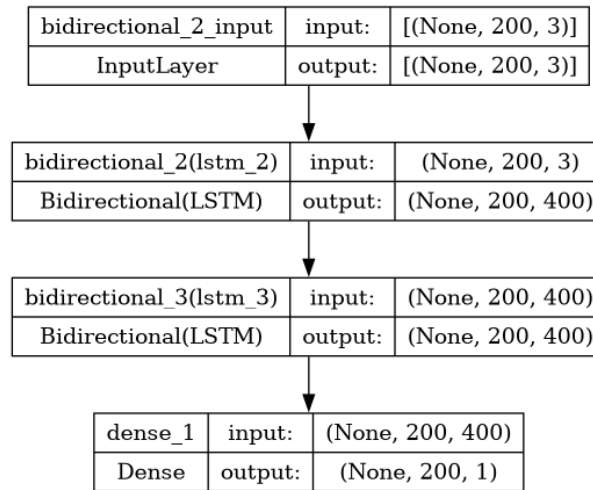 bidirectional_2_input input: [(None, 200, 3)]
InputLayer output: [(None, 200, 3)]
bidirectional_2(lstm_2) input: (None, 200, 3)
Bidirectional(LSTM) output: (None, 200, 400)
bidirectional_3(lstm_3) input: (None, 200, 400)
Bidirectional(LSTM) output: (None, 200, 400)
dense_1 input: (None, 200, 400)
Dense output: (None, 200, 1)